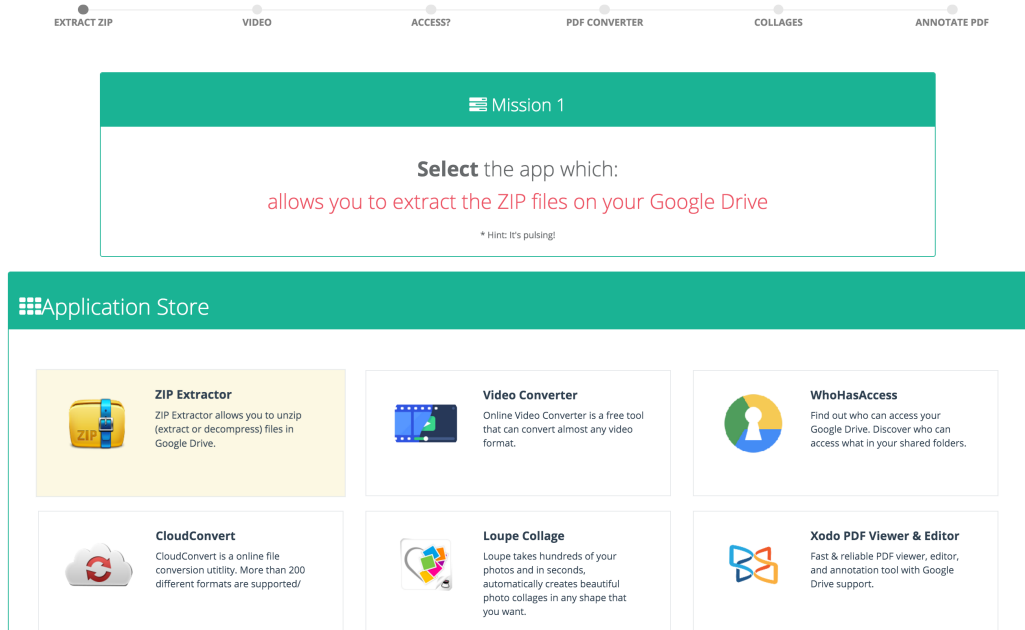 EXTRACT ZIP
VIDEO
ACCESS?
PDF CONVERTER
COLLAGES
ANNOTATE PDF
Mission 1
Select the app which:
allows you to extract the ZIP files on your Google Drive
* Hint: It's pulsing!
Application Store
ZIP
ZIP Extractor
ZIP Extractor allows you to unzip
(extract or decompress) files in
Google Drive.
Video Converter
Online Video Converter is a free tool
that can convert almost any video
format.
WhoHasAccess
Find out who can access your
Google Drive. Discover who can
access what in your shared folders.
CloudConvert
CloudConvert is a online file
conversion utitlity. More than 200
different formats are supported/
Loupe Collage
Loupe takes hundreds of your
photos and in seconds,
automatically creates beautiful
photo collages in any shape that
you want.
Xodo PDF Viewer & Editor
Fast & reliable PDF viewer, editor,
and annotation tool with Google
Drive support.